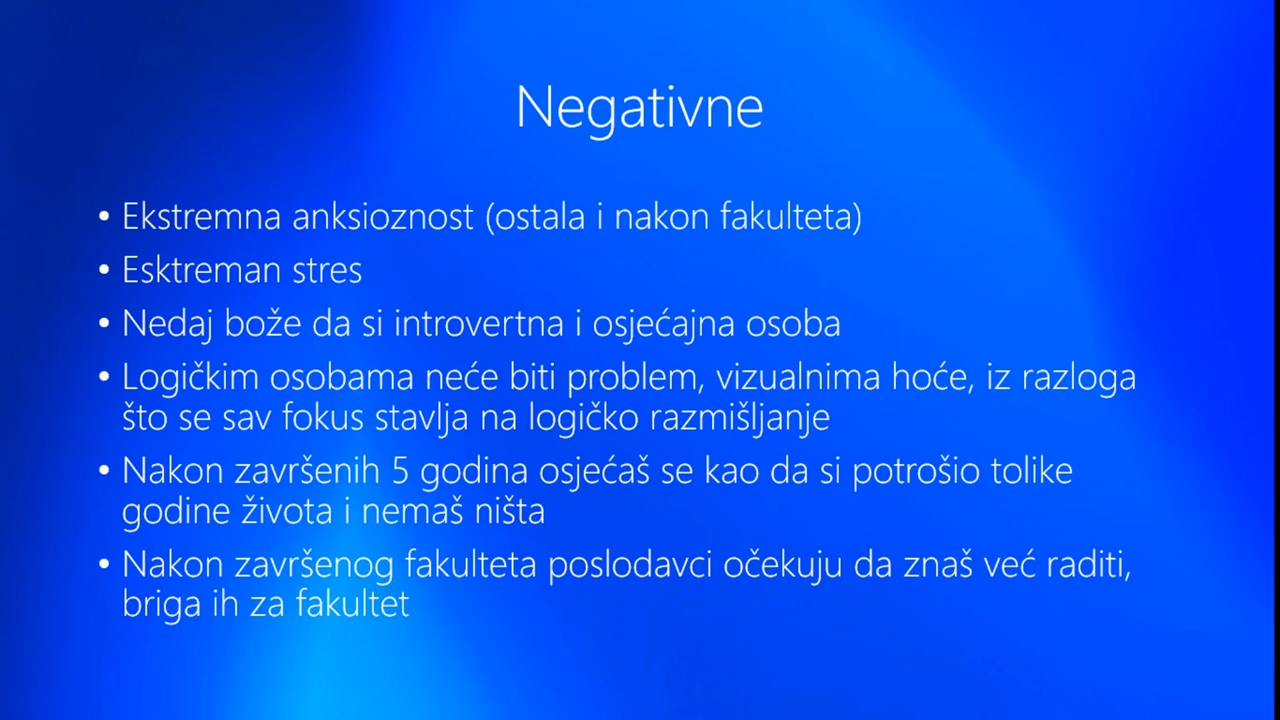 Negativne
• Ekstremna anksioznost (ostala i nakon fakulteta)
• Esktreman stres
• Nedaj bože da si introvertna i osjećajna osoba
• Logičkim osobama neće biti problem, vizualnima hoće, iz razloga
što se sav fokus stavlja na logičko razmišljanje
• Nakon završenih 5 godina osjećaš se kao da si potrošio tolike
godine života i nemaš ništa
• Nakon završenog fakulteta poslodavci očekuju da znaš već raditi,
briga ih za fakultet